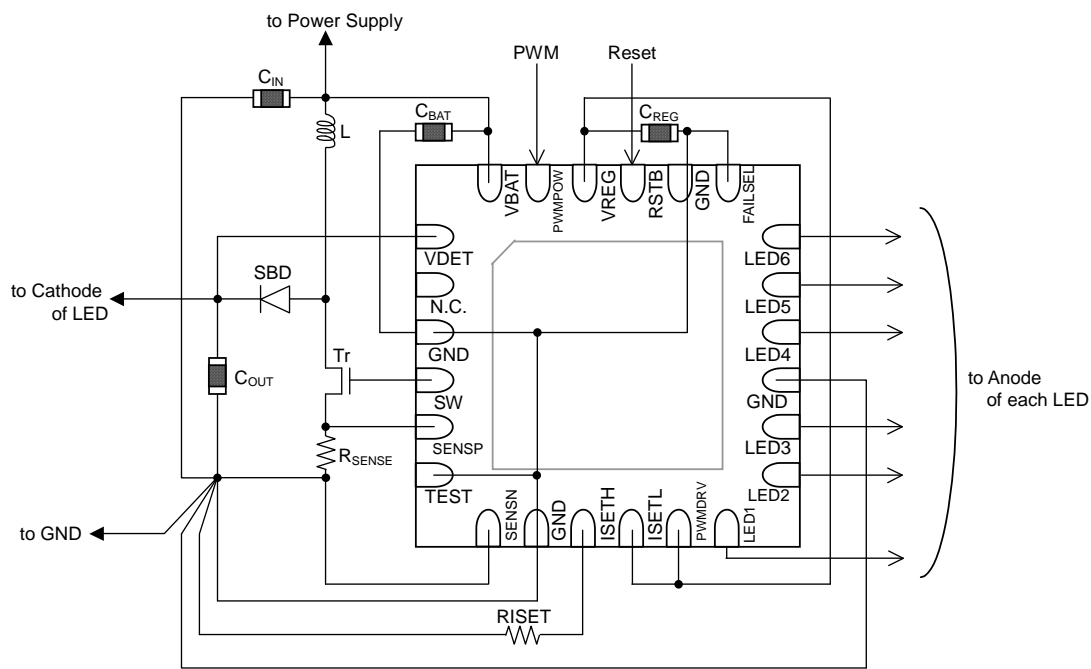 to Power Supply
PWM
Reset
CIN
CBAT
CREG
L
VBAT
PWMPOW
VREG
RSTB
GND
FAILSEL
VDET
N.C.
GND
SW
SENSP
TEST
LED6
LED5
LED4
GND
LED3
LED2
SENSN
GND
ISETH
ISETL
PWMDRV
LED1
SBD
to Cathode
of LED
Tr
COUT
RSENSE
to GND
RISET
to Anode
of each LED